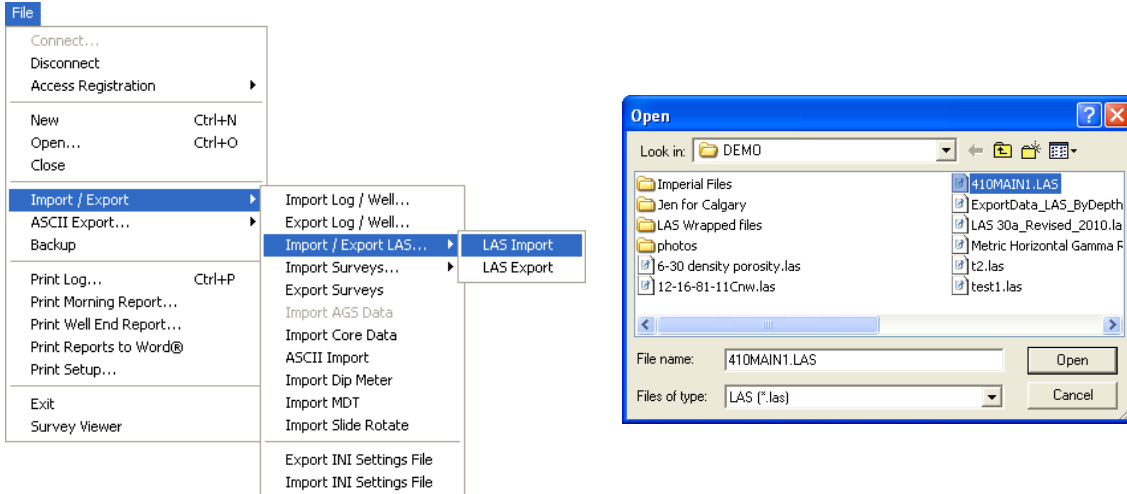 File
Connect...
Disconnect
Access Registration
New Ctrl+N
Open... Ctrl+O
Close
Import / Export
ASCII Export...
Backup
Print Log... Ctrl+P
Print Morning Report...
Print Well End Report...
Print Reports to Word®
Print Setup...
Exit
Survey Viewer
Import Log / Well...
Export Log / Well...
Import / Export LAS...
Import Surveys...
Export Surveys
Import AGS Data
Import Core Data
ASCII Import
Import Dip Meter
Import MDT
Import Slide Rotate
Export INI Settings File
Import INI Settings File
LAS Import
LAS Export
Open
Look in: DEMO
Imperial Files
Jen for Calgary
LAS Wrapped files
photos
6-30 density porosity.las
12-16-81-11Cnw.las
410MAIN1.LAS
ExportData_LAS_ByDepth
LAS 30a_Revised_2010.la
Metric Horizontal Gamma R
t2.las
test1.las
File name: 410MAIN1.LAS Open
Files of type: LAS (*.las) Cancel